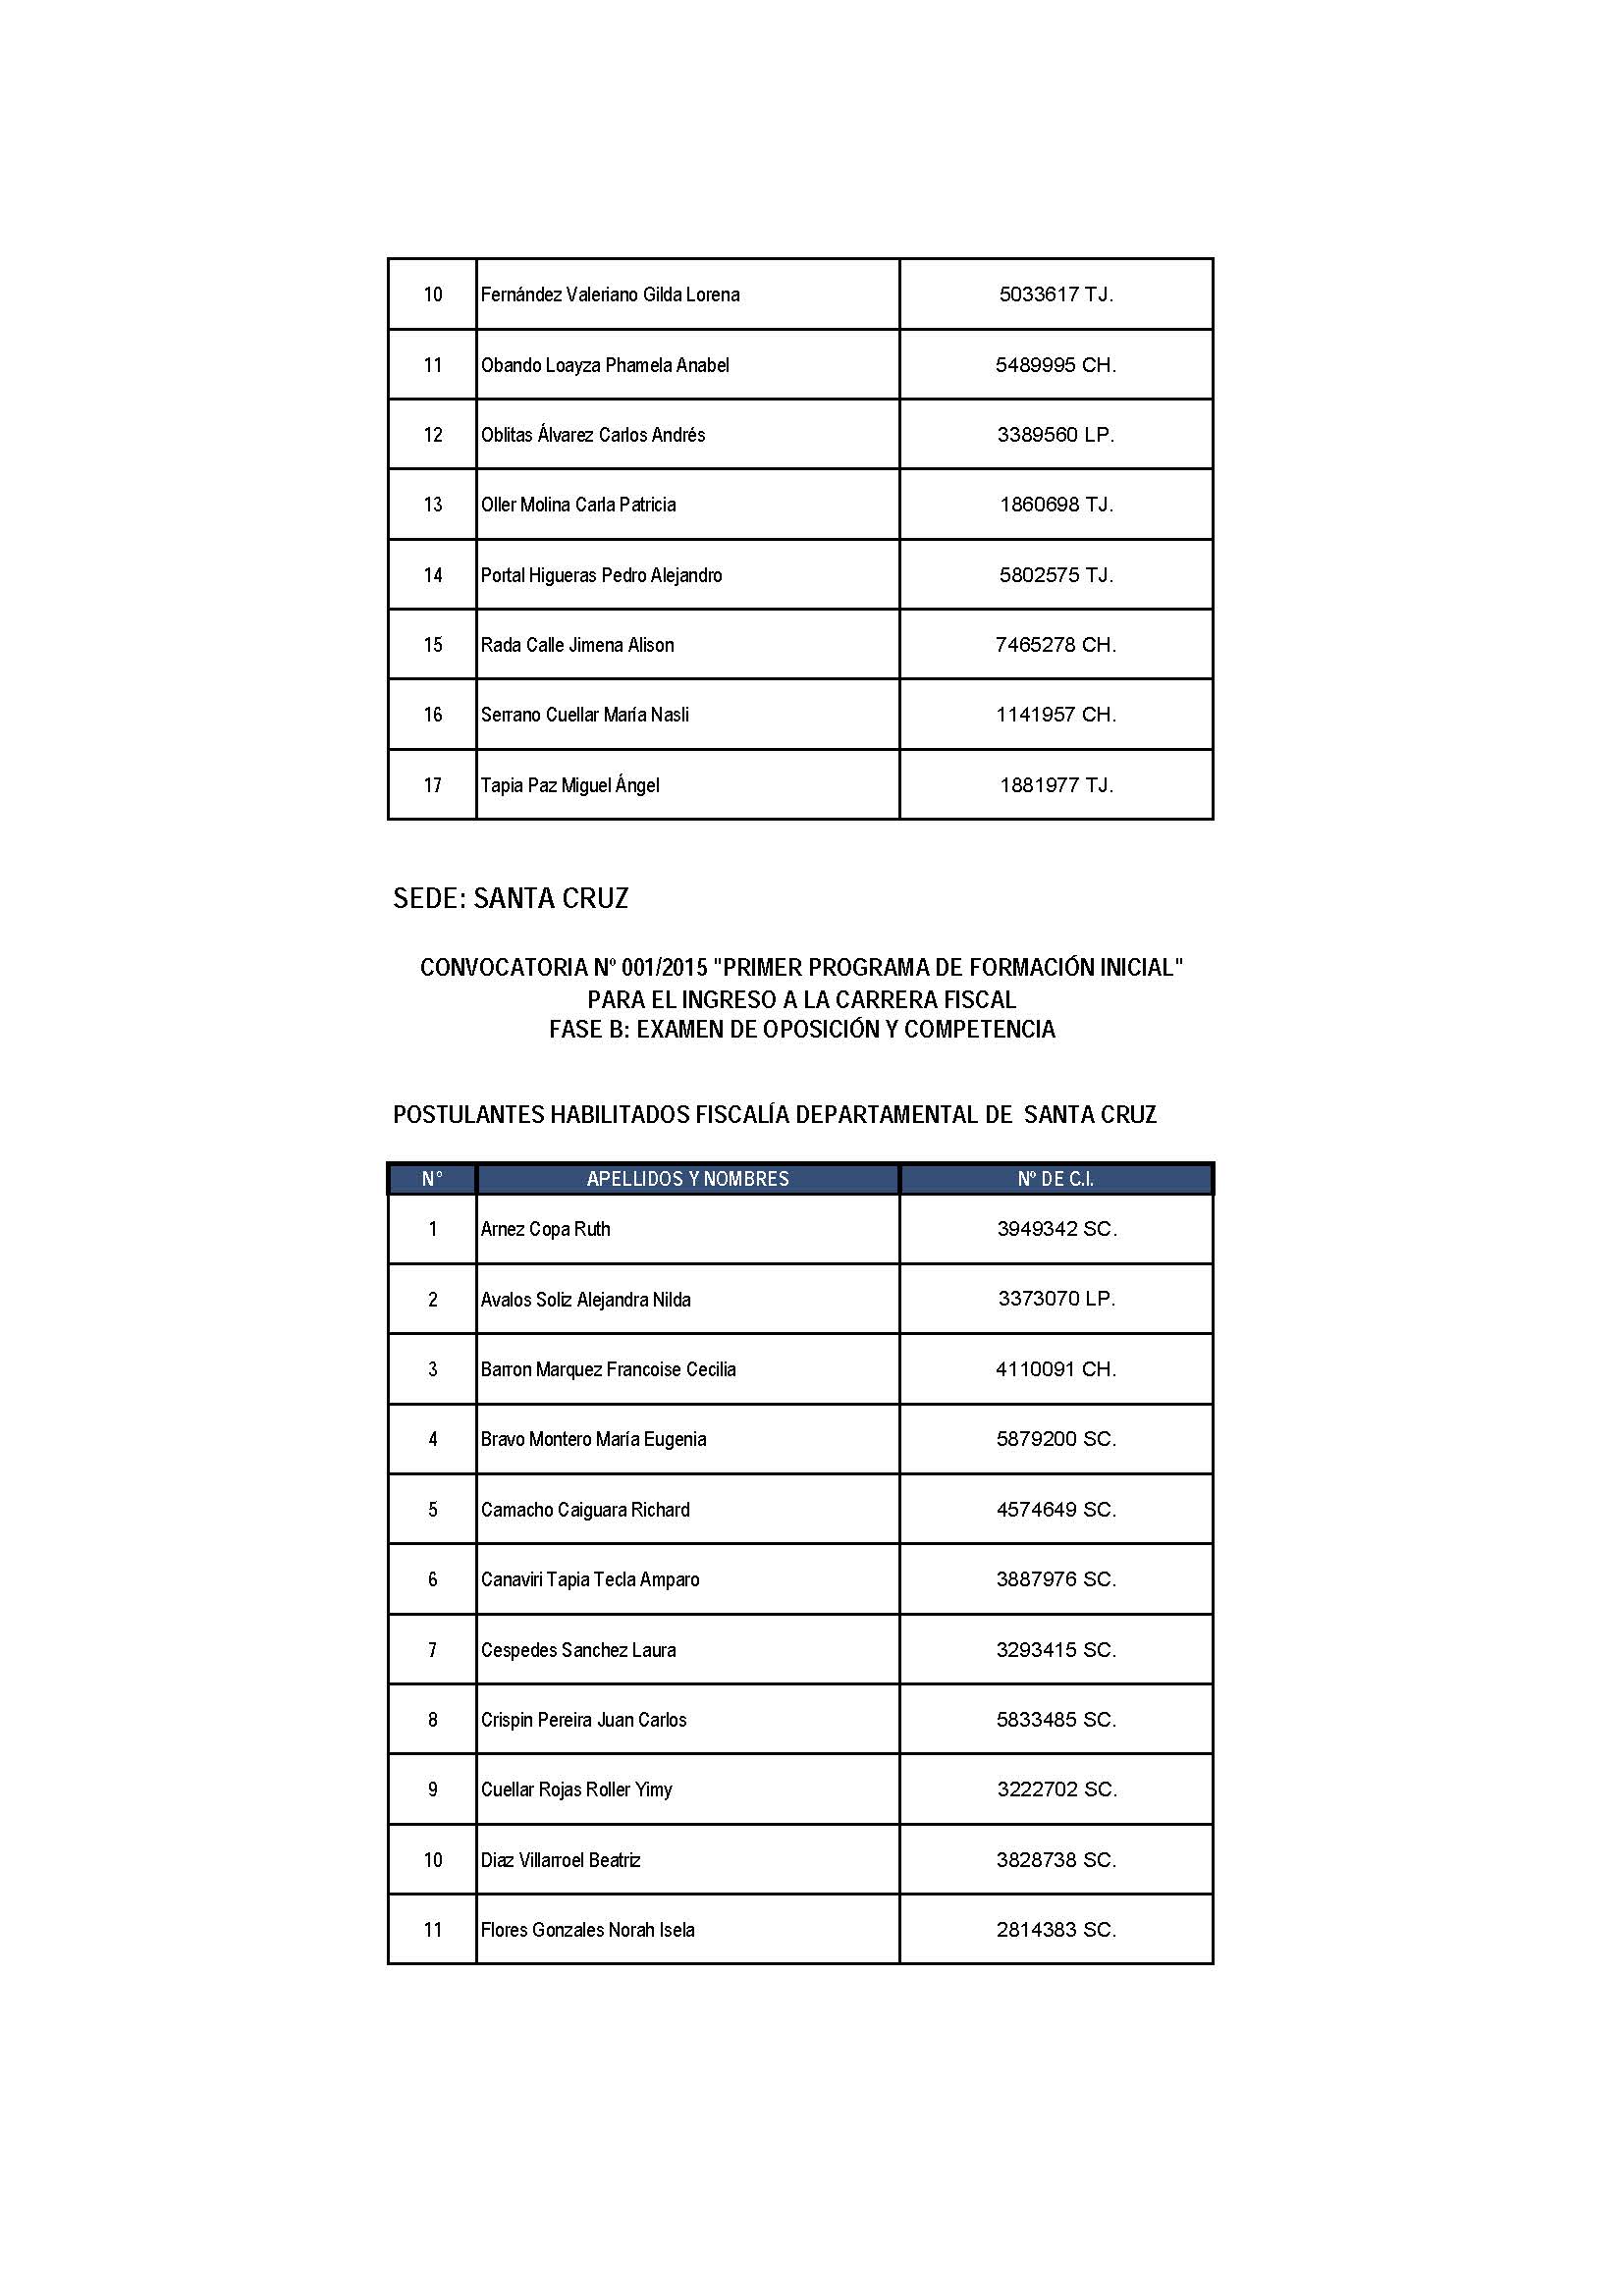 10 Fernández Valeriano Gilda Lorena 5033617 TJ.
11 Obando Loayza Phamela Anabel 5489995 CH.
12 Oblitas Álvarez Carlos Andrés 3389560 LP.
13 Oller Molina Carla Patricia 1860698 TJ.
14 Portal Higueras Pedro Alejandro 5802575 TJ.
15 Rada Calle Jimena Alison 7465278 CH.
16 Serrano Cuellar María Nasli 1141957 CH.
17 Tapia Paz Miguel Ángel 1881977 TJ.
SEDE: SANTA CRUZ
CONVOCATORIA Nº 001/2015 "PRIMER PROGRAMA DE FORMACIÓN INICIAL"
PARA EL INGRESO A LA CARRERA FISCAL
FASE B: EXAMEN DE OPOSICIÓN Y COMPETENCIA
POSTULANTES HABILITADOS FISCALÍA DEPARTAMENTAL DE SANTA CRUZ
N° APELLIDOS Y NOMBRES Nº DE C.I.
1 Arnez Copa Ruth 3949342 SC.
2 Avalos Soliz Alejandra Nilda 3373070 LP.
3 Barron Marquez Francoise Cecilia 4110091 CH.
4 Bravo Montero María Eugenia 5879200 SC.
5 Camacho Caiguara Richard 4574649 SC.
6 Canaviri Tapia Tecla Amparo 3887976 SC.
7 Cespedes Sanchez Laura 3293415 SC.
8 Crispin Pereira Juan Carlos 5833485 SC.
9 Cuellar Rojas Roller Yimy 3222702 SC.
10 Diaz Villarroel Beatriz 3828738 SC.
11 Flores Gonzales Norah Isela 2814383 SC.